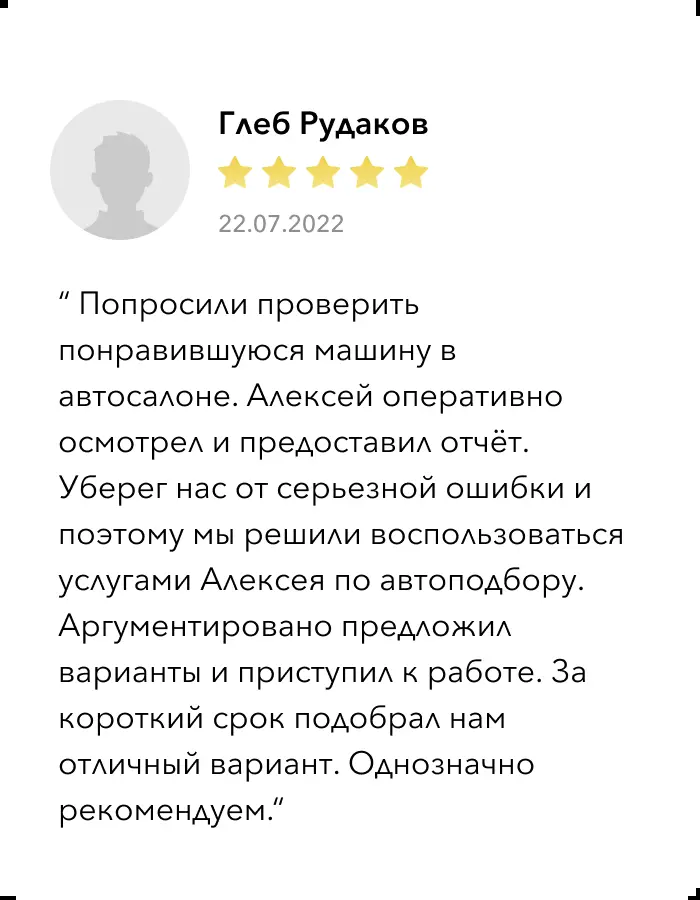 Глеб Рудаков
22.07.2022
“ Попросили проверить
понравившуюся машину в
автосалоне. Алексей оперативно
осмотрел и предоставил отчёт.
Уберег нас от серьезной ошибки и
поэтому мы решили воспользоваться
услугами Алексея по автоподбору.
Аргументировано предложил
варианты и приступил к работе. За
короткий срок подобрал нам
отличный вариант. Однозначно
рекомендуем.“